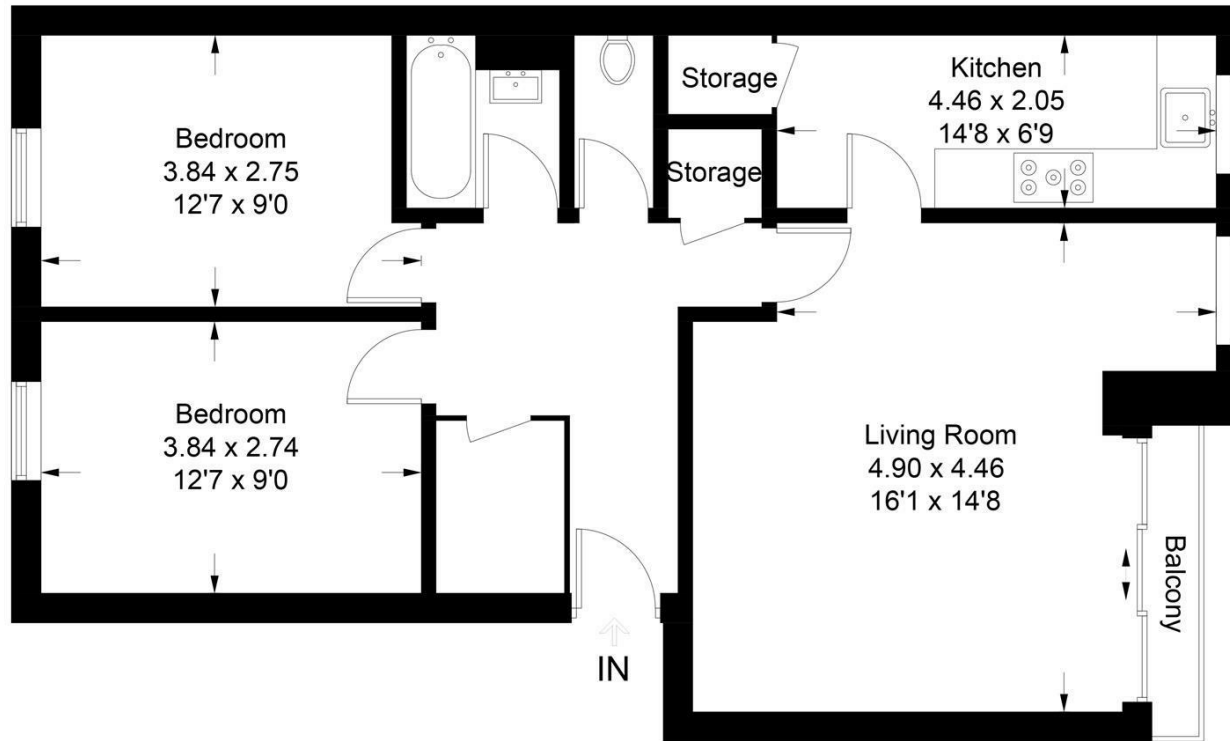 Bedroom
3.84 x 2.75
12'7 x 9'0
Storage
Storage
Kitchen
4.46 x 2.05
14'8 x 6'9
Bedroom
3.84 x 2.74
12'7 x 9'0
Living Room
4.90 x 4.46
16'1 x 14'8
Balcony
IN